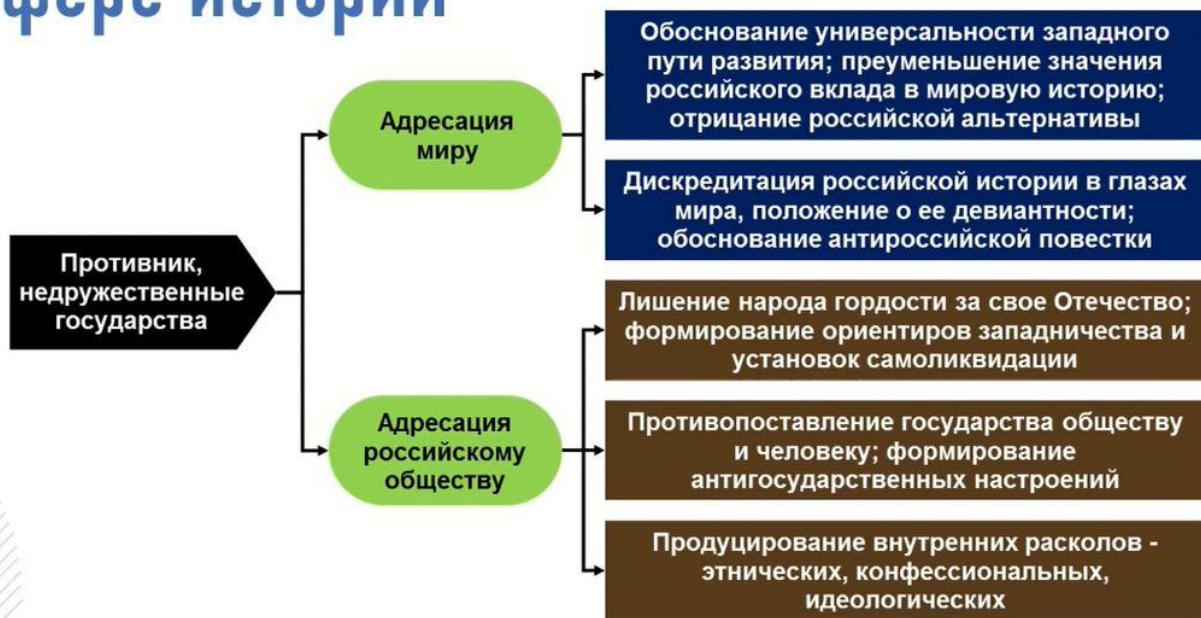 истории
Обоснование универсальности западного
пути развития; преуменьшение значения
российского вклада в мировую историю;
отрицание российской альтернативы
Адресация
миру
Дискредитация российской истории в глазах
мира, положение о ее девиантности;
обоснование антироссийской повестки
Противник,
недружественные
государства
Лишение народа гордости за свое Отечество;
формирование ориентиров западничества и
установок самоликвидации
Адресация
российскому
обществу
Противопоставление государства обществу
и человеку; формирование
антигосударственных настроений
Продуцирование внутренних расколов -
этнических, конфессиональных,
идеологических